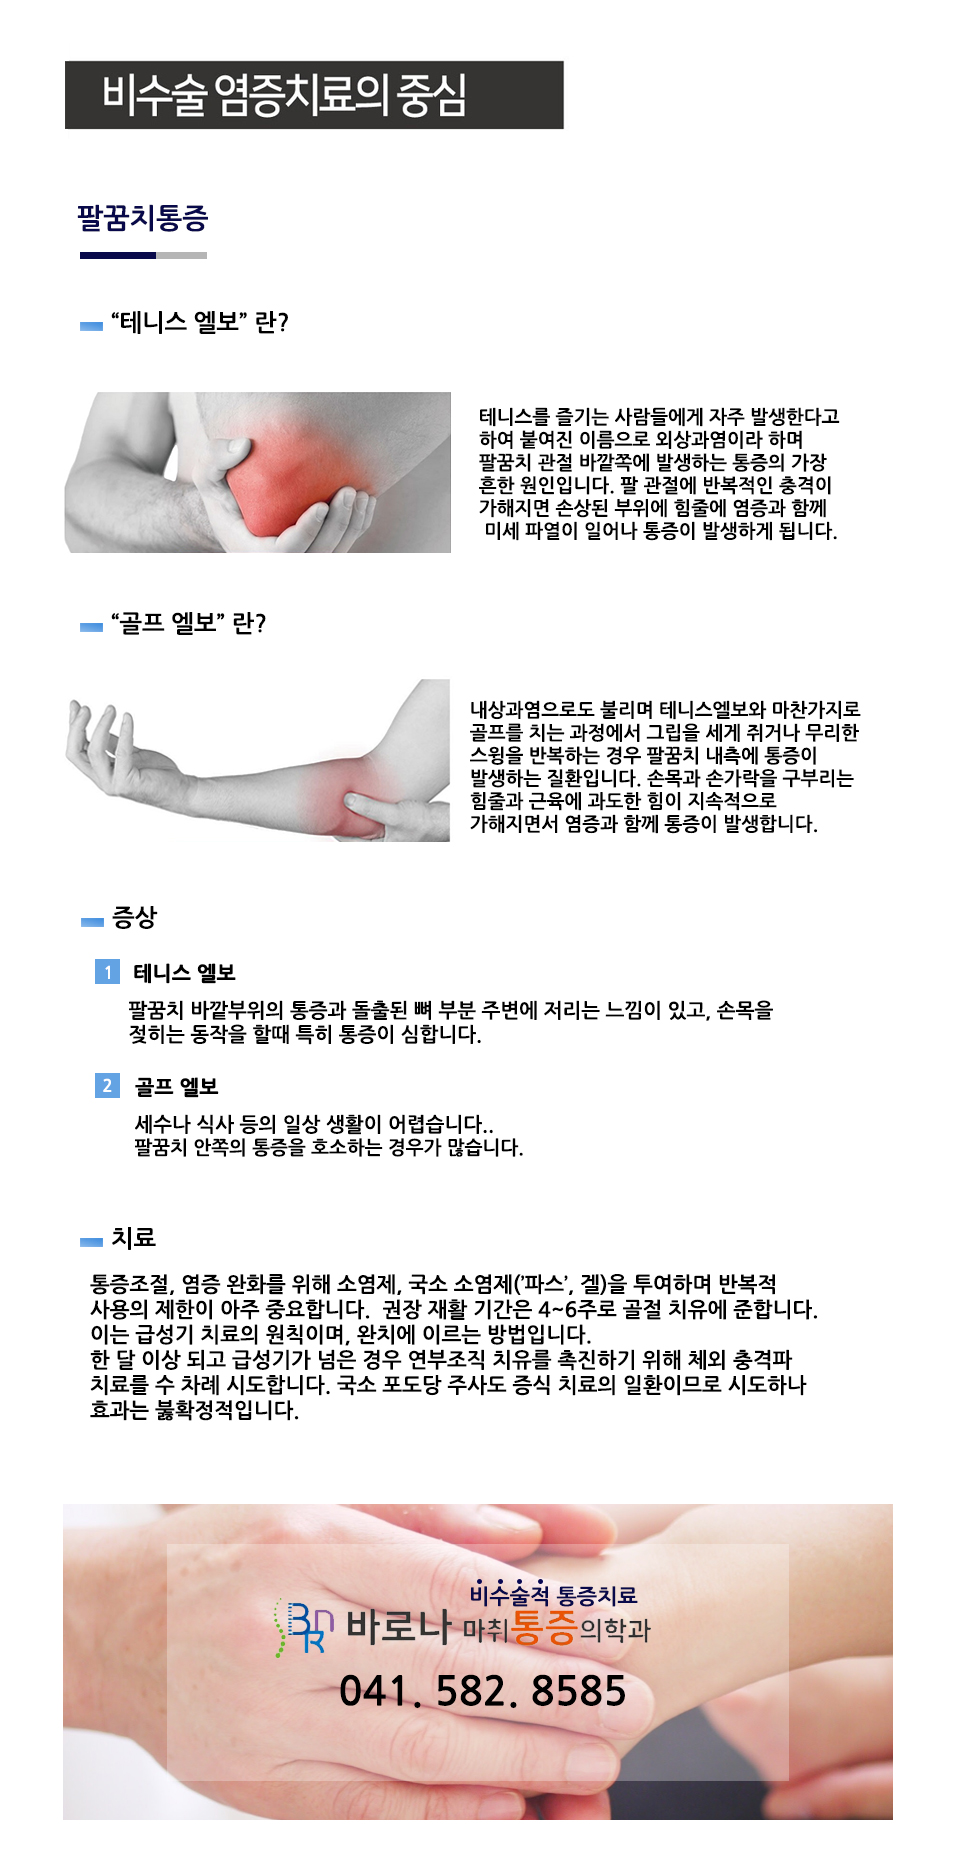 비수술 염증치료의 중심
팔꿈치통증
“테니스 엘보” 란?
테니스를 즐기는 사람들에게 자주 발생한다고
하여 붙여진 이름으로 외상과염이라 하며
팔꿈치 관절 바깥쪽에 발생하는 통증의 가장
흔한 원인입니다. 팔 관절에 반복적인 충격이
가해지면 손상된 부위에 힘줄에 염증과 함께
미세 파열이 일어나 통증이 발생하게 됩니다.
“골프 엘보” 란?
내상과염으로도 불리며 테니스엘보와 마찬가지로
골프를 치는 과정에서 그립을 세게 쥐거나 무리한
스윙을 반복하는 경우 팔꿈치 내측에 통증이
발생하는 질환입니다. 손목과 손가락을 구부리는
힘줄과 근육에 과도한 힘이 지속적으로
가해지면서 염증과 함께 통증이 발생합니다.
증상
1 테니스 엘보
팔꿈치 바깥부위의 통증과 돌출된 뼈 부분 주변에 저리는 느낌이 있고, 손목을
젖히는 동작을 할때 특히 통증이 심합니다.
2 골프 엘보
세수나 식사 등의 일상 생활이 어렵습니다..
팔꿈치 안쪽의 통증을 호소하는 경우가 많습니다.
치료
통증조절, 염증 완화를 위해 소염제, 국소 소염제(’파스’, 겔)을 투여하며 반복적
사용의 제한이 아주 중요합니다. 권장 재활 기간은 4~6주로 골절 치유에 준합니다.
이는 급성기 치료의 원칙이며, 완치에 이르는 방법입니다.
한 달 이상 되고 급성기가 넘은 경우 연부조직 치유를 촉진하기 위해 체외 충격파
치료를 수 차례 시도합니다. 국소 포도당 주사도 증식 치료의 일환이므로 시도하나
효과는 불확정적입니다.
비수술적 통증치료
BnR 바로나 마취통증의학과
041. 582. 8585